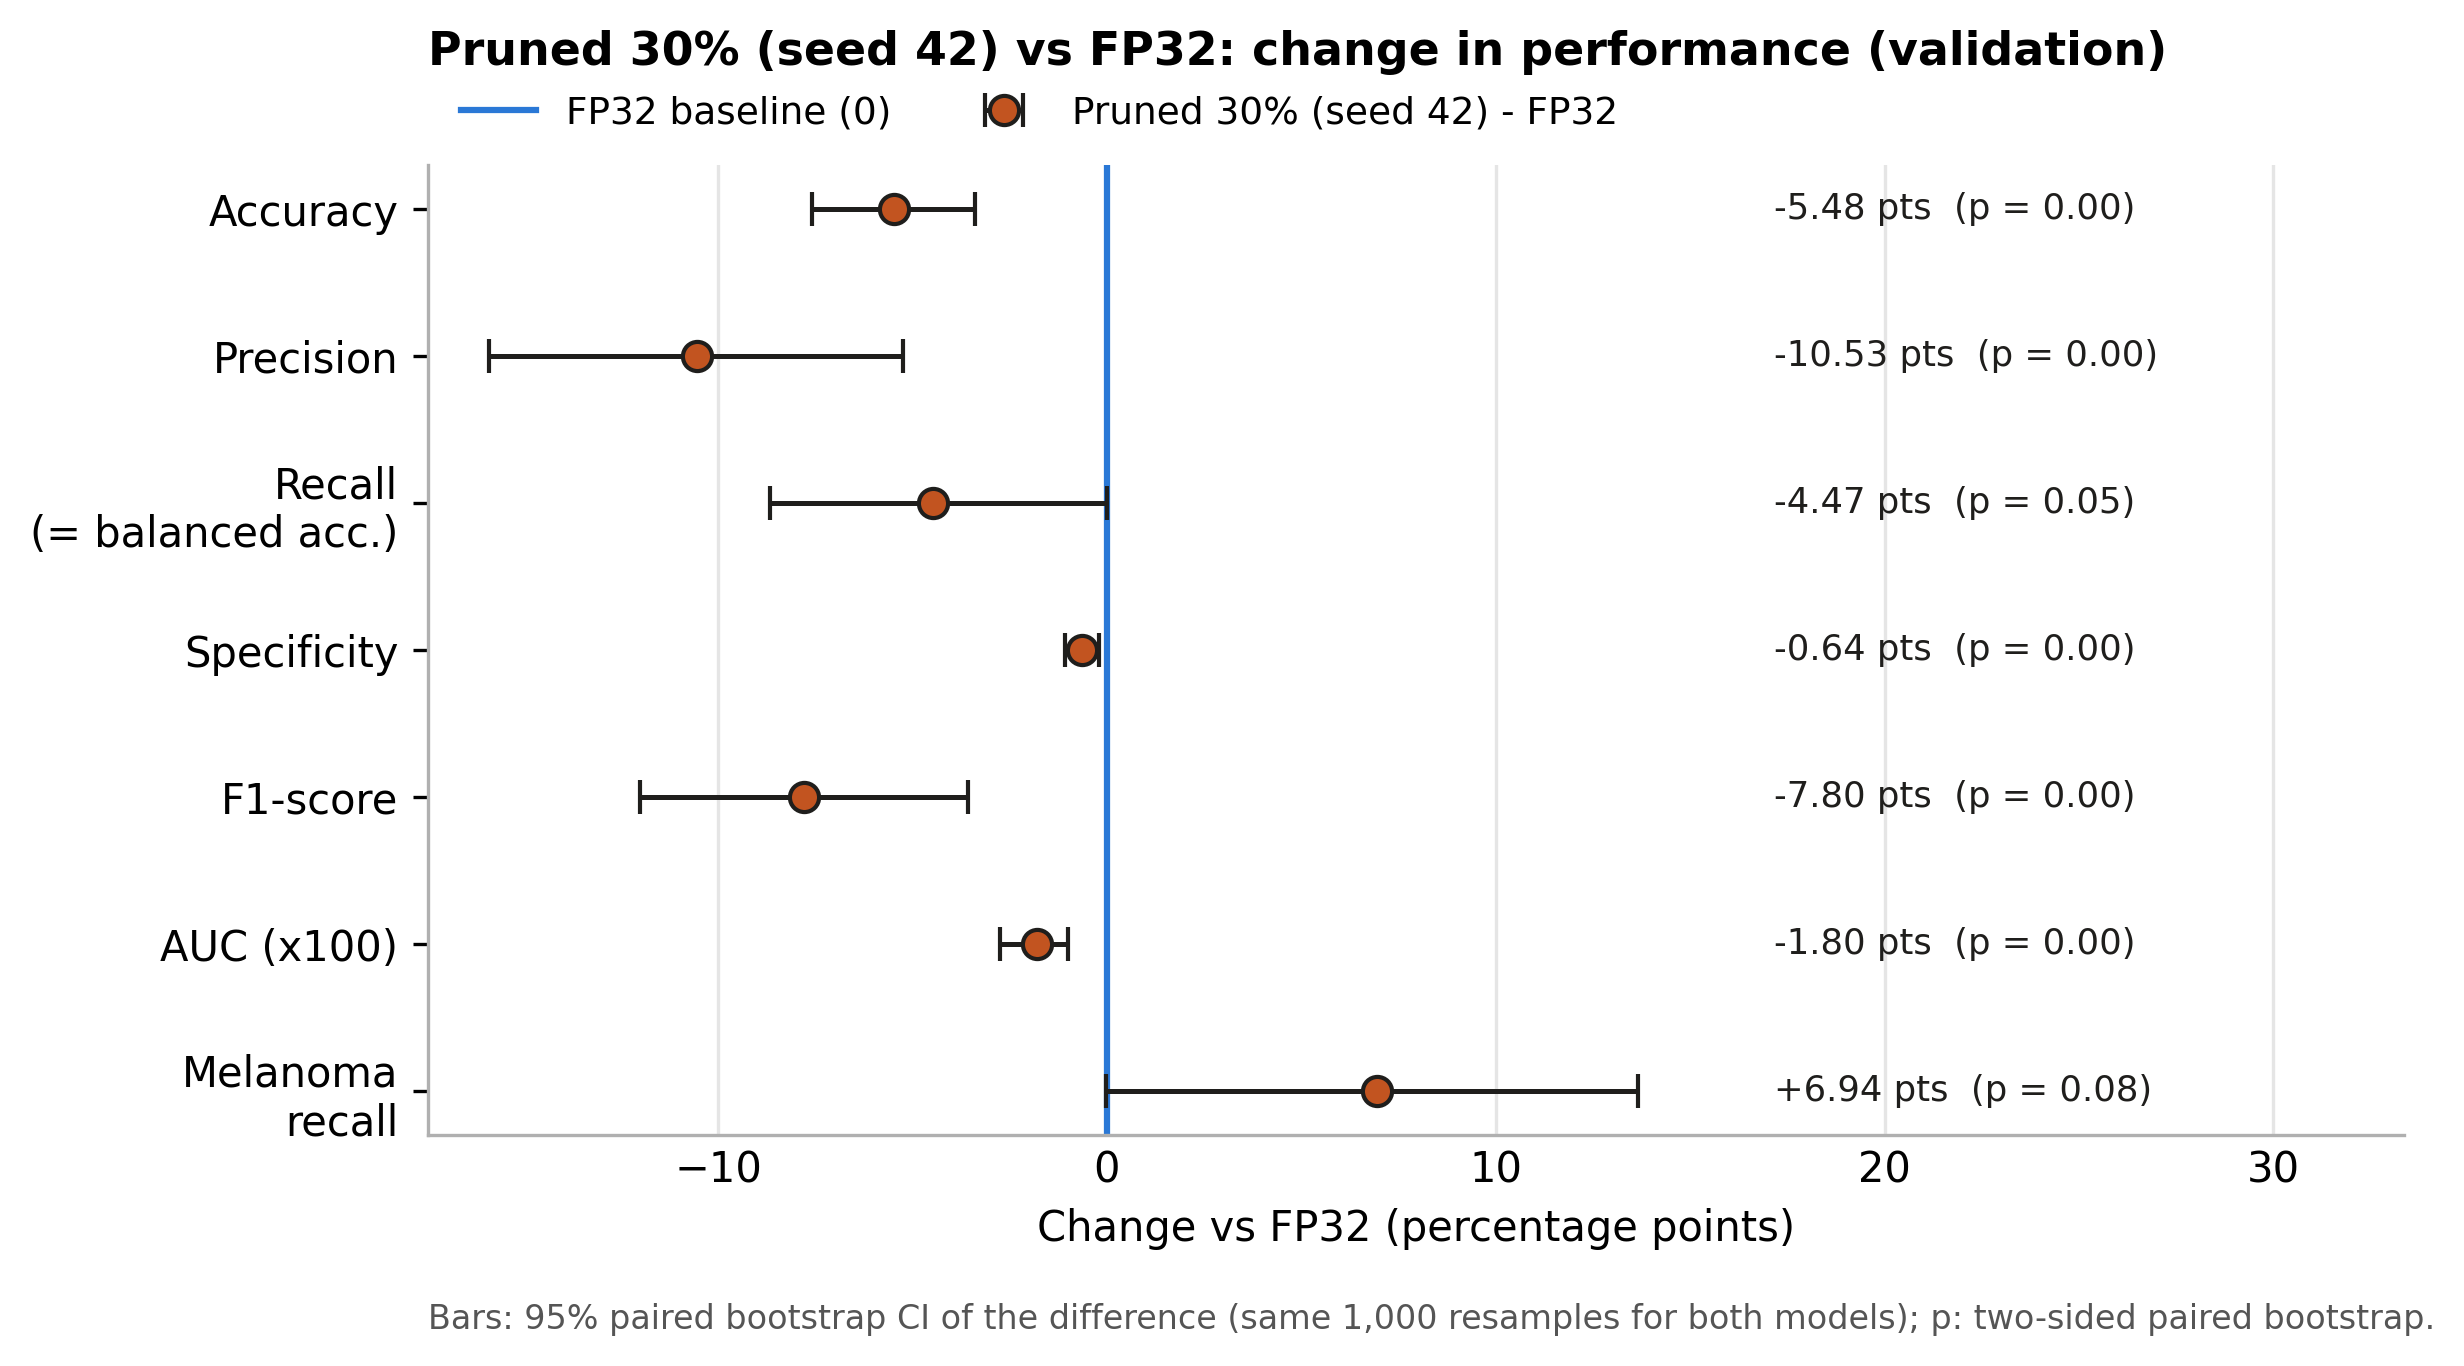 Pruned 30% (seed 42) vs FP32: change in performance (validation)
FP32 baseline (0)
Pruned 30% (seed 42) - FP32
Accuracy
-5.48 pts (p = 0.00)
Precision
-10.53 pts (p = 0.00)
Recall
(= balanced acc.)
-4.47 pts (p = 0.05)
Specificity
-0.64 pts (p = 0.00)
F1-score
-7.80 pts (p = 0.00)
AUC (x100)
-1.80 pts (p = 0.00)
Melanoma
recall
+6.94 pts (p = 0.08)
−10 0 10 20 30
Change vs FP32 (percentage points)
Bars: 95% paired bootstrap CI of the difference (same 1,000 resamples for both models); p: two-sided paired bootstrap.